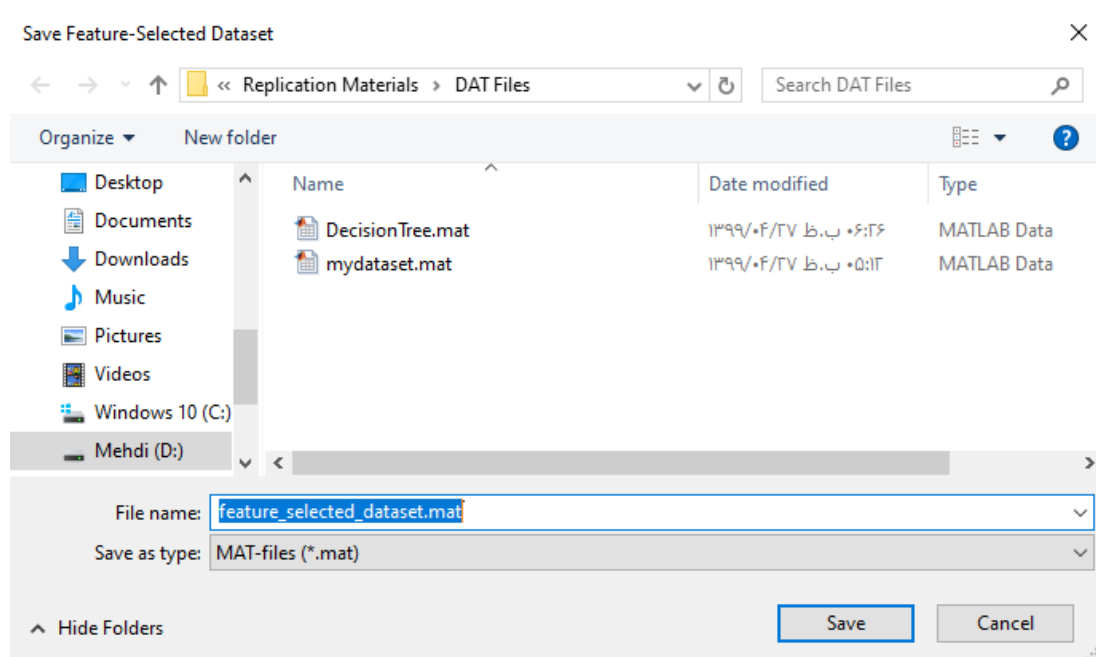 Save Feature-Selected Dataset
« Replication Materials › DAT Files
Search DAT Files
Organize
New folder
?
Desktop
Documents
Downloads
Music
Pictures
Videos
Windows 10 (C:)
Mehdi (D:)
Name Date modified Type
DecisionTree.mat ۱۳۹۹/۰۴/۲۷ ب.ظ ۰۶:۲۶ MATLAB Data
mydataset.mat ۱۳۹۹/۰۴/۲۷ ب.ظ ۰۵:۱۲ MATLAB Data
File name: feature_selected_dataset.mat
Save as type: MAT-files (*.mat)
Hide Folders
Save
Cancel